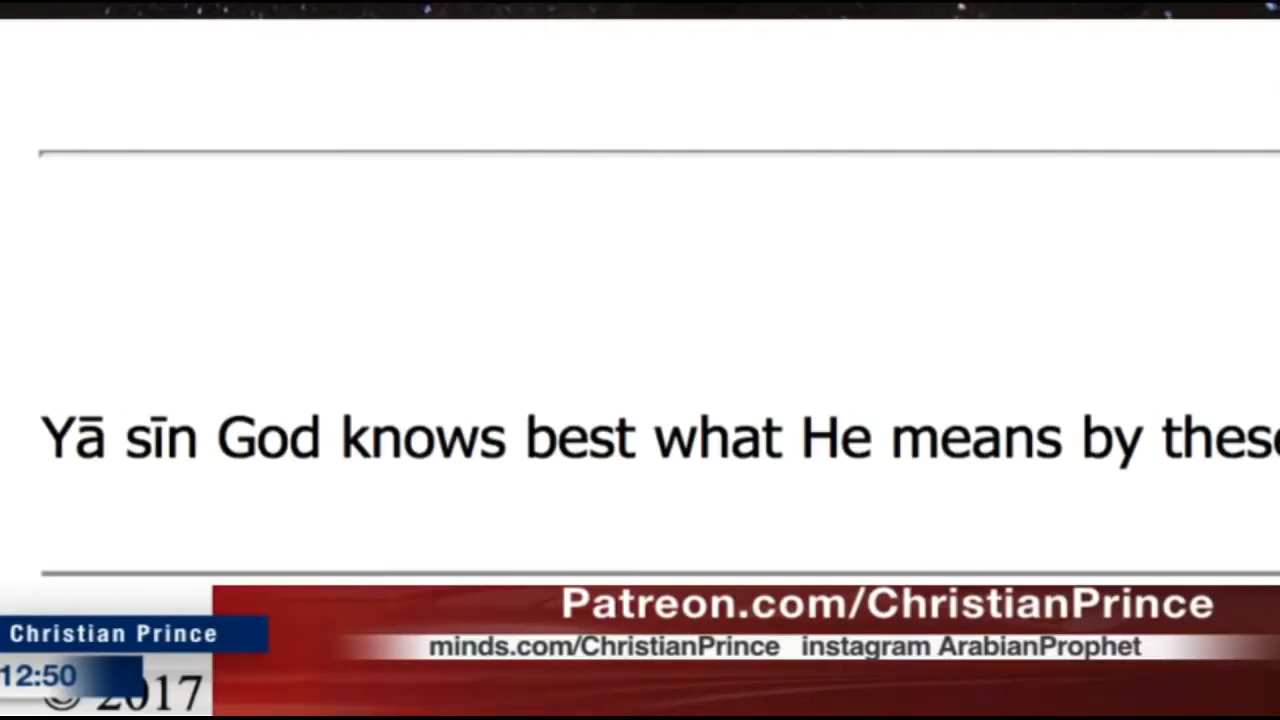 Yā sīn God knows best what He means by
Patreon.com/ChristianPrince
Christian Prince
minds.com/ChristianPrince instagram ArabianProphet
12:50
© 2017